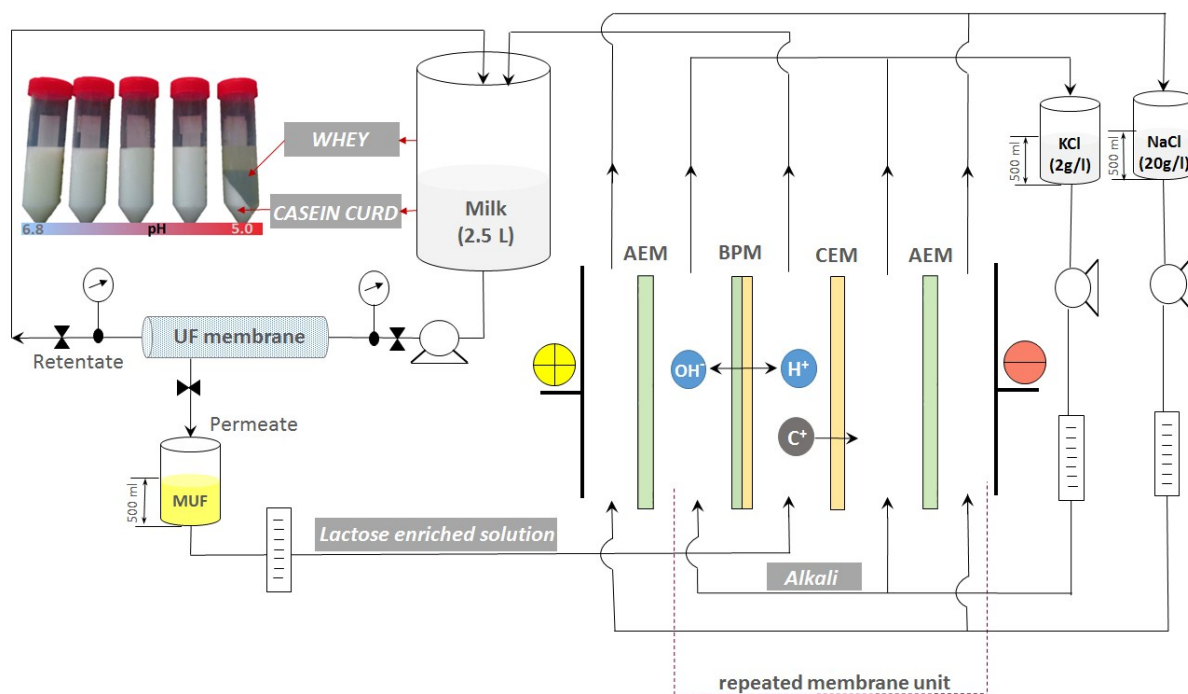 WHEY
CASEIN CURD
6.8
pH
5.0
Milk
(2.5 L)
KCl
(2g/l)
500 ml
NaCl
(20g/l)
500 ml
AEM
BPM
CEM
AEM
UF membrane
Retentate
OH⁻
H⁺
C⁺
Permeate
MUF
500 ml
Lactose enriched solution
Alkali
repeated membrane unit